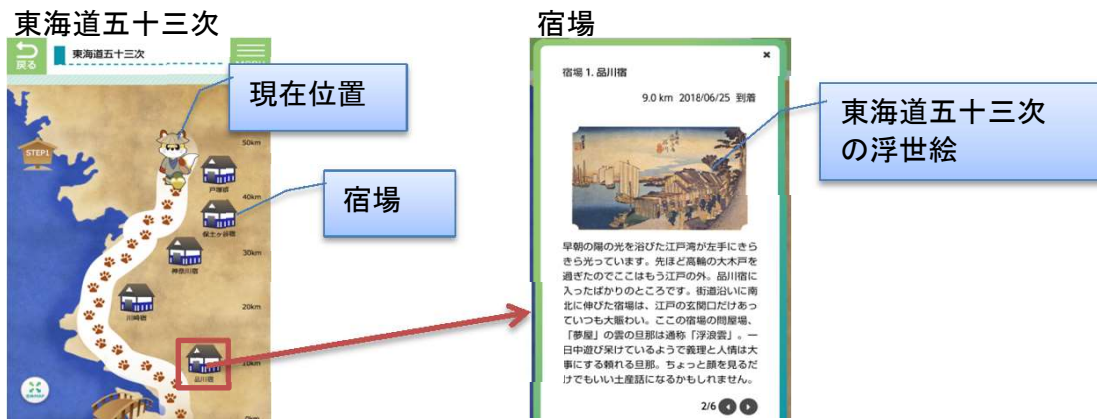 東海道五十三次
戻る
東海道五十三次
MENU
現在位置
STEP1
50km
戸塚宿
40km
保土ヶ谷宿
宿場
30km
神奈川宿
20km
川崎宿
10km
品川宿
0km
宿場
×
宿場 1. 品川宿
9.0 km 2018/06/25 到着
東海道五十三次
の浮世絵
早朝の陽の光を浴びた江戸湾が左手にきら
きら光っています。先ほど高輪の大木戸を
過ぎたのでここはもう江戸の外。品川宿に
入ったばかりのところです。街道沿いに南
北に伸びた宿場は、江戸の玄関口だけあっ
ていつも大賑わい。ここの宿場の問屋場、
「夢屋」の雲の旦那は通称「浮浪雲」。一
日中遊び呆けているようで義理と人情は大
事にする頼れる旦那。ちょっと顔を見るだ
けでもいい土産話になるかもしれません。
2/6